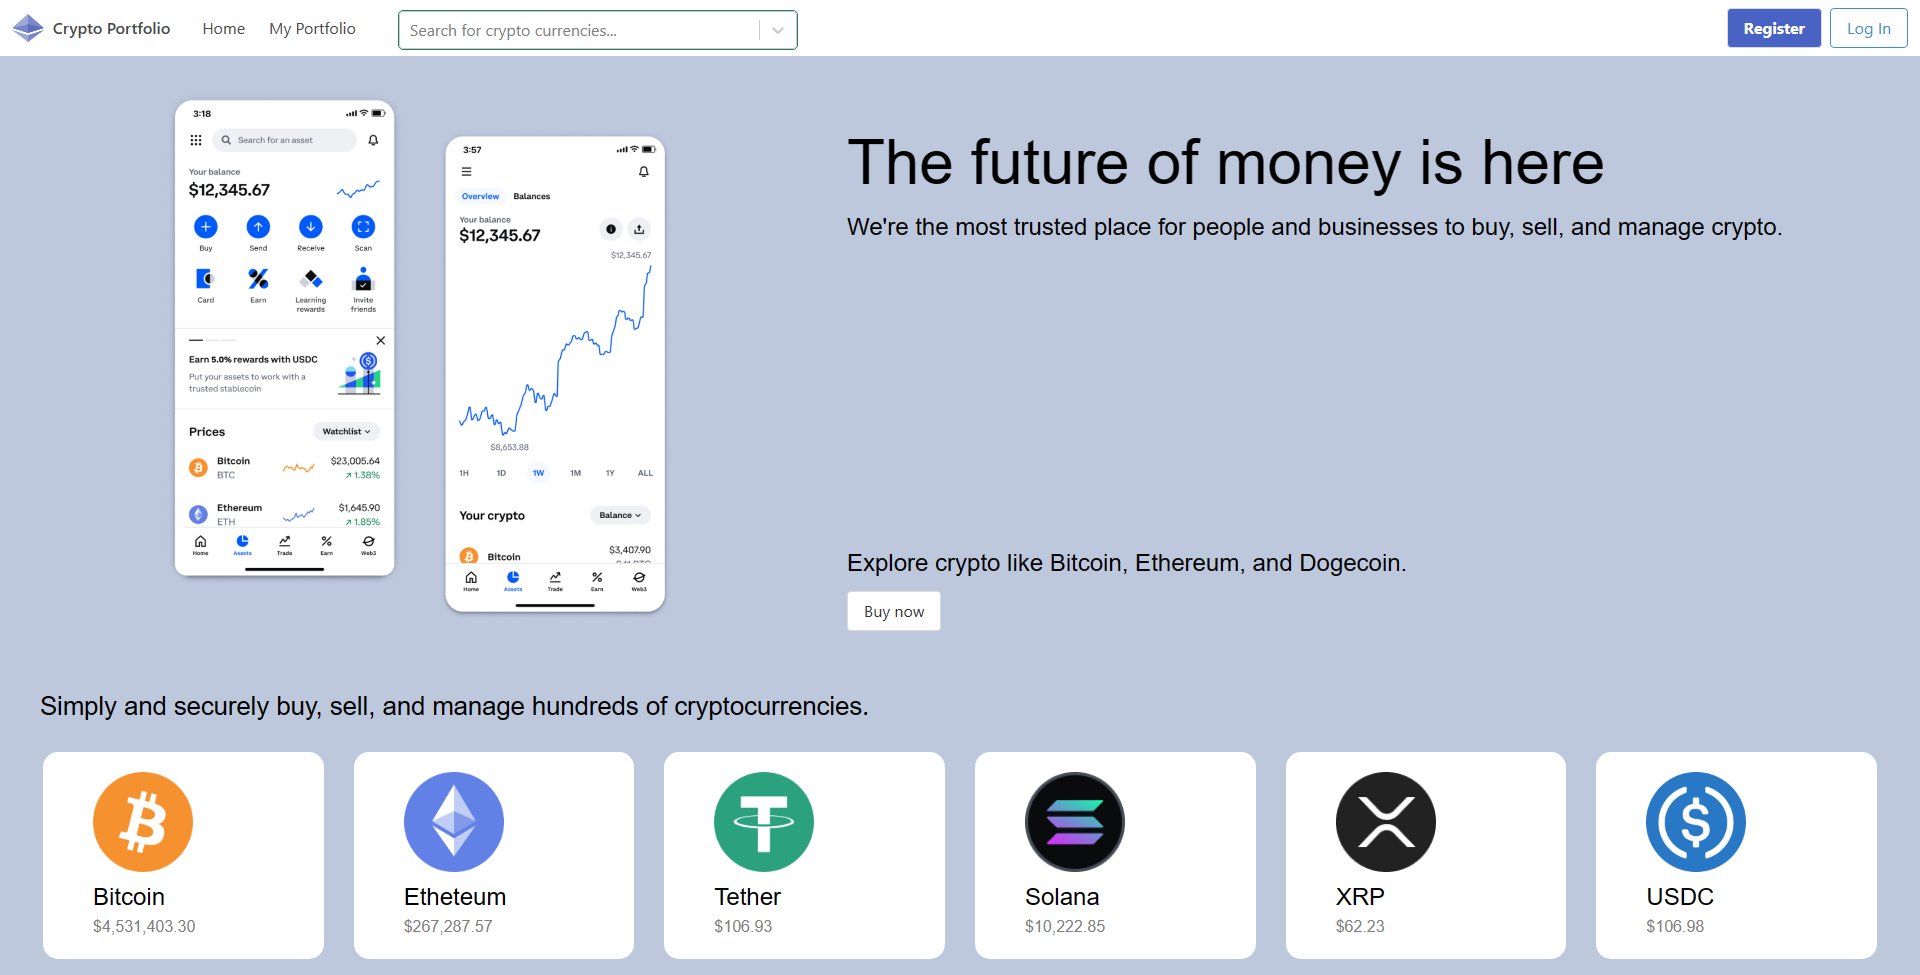 Crypto Portfolio
Home
My Portfolio
Search for crypto currencies...
Register
Log In
3:18
Search for an asset
Your balance
$12,345.67
Buy
Send
Receive
Scan
Card
Earn
Learning
rewards
Invite
friends
Earn 5.0% rewards with USDC
Put your assets to work with a
trusted stablecoin
Prices
Watchlist
Bitcoin
$23,005.64
BTC
↗ 1.38%
Ethereum
$1,645.90
ETH
↗ 1.85%
Home
Assets
Trade
Earn
Web3
3:57
Overview
Balances
Your balance
$12,345.67
$12,345.67
$8,653.88
1H
1D
1W
1M
1Y
ALL
Your crypto
Balance
Bitcoin
$3,407.90
Home
Assets
Trade
Earn
Web3
The future of money is here
We're the most trusted place for people and businesses to buy, sell, and manage crypto.
Explore crypto like Bitcoin, Ethereum, and Dogecoin.
Buy now
Simply and securely buy, sell, and manage hundreds of cryptocurrencies.
Bitcoin
$4,531,403.30
Etheteum
$267,287.57
Tether
$106.93
Solana
$10,222.85
XRP
$62.23
USDC
$106.98